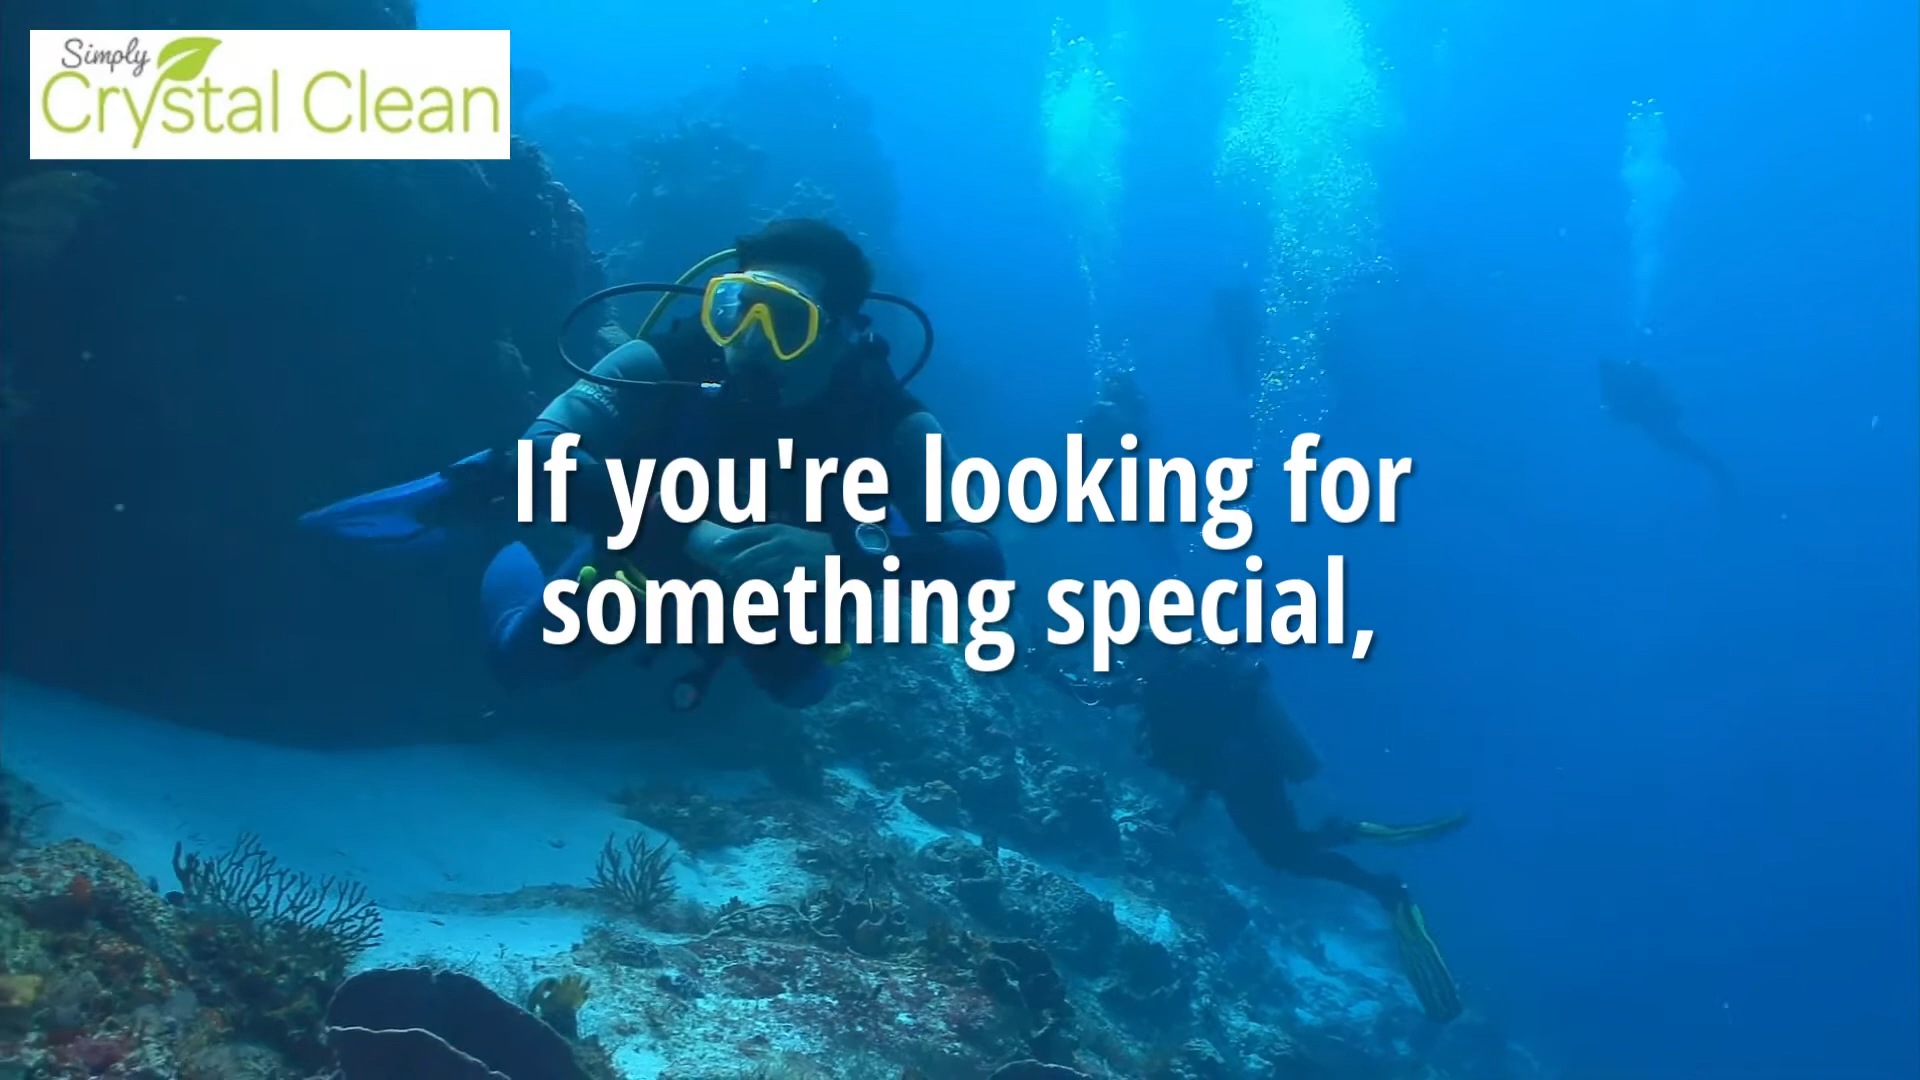 Simply
Crystal Clean
If you're looking for
something special,